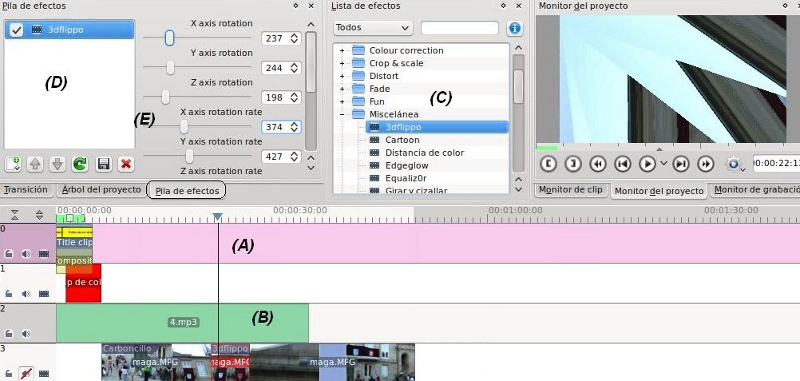 Pila de efectos
3dflippo
(D)
X axis rotation
237
Y axis rotation
244
Z axis rotation
198
(E)
X axis rotation rate
374
Y axis rotation rate
427
Z axis rotation rate
Transición
Árbol del proyecto
Pila de efectos
Lista de efectos
Todos
Colour correction
Crop & scale
Distort
Fade
Fun
(C)
Miscelánea
3dflippo
Cartoon
Distancia de color
Edgeglow
Equaliz0r
Girar y cizallar
Monitor del proyecto
00:00:22:1
Monitor de clip
Monitor del proyecto
Monitor de grabació
00:00:00:00
00:00:30:00
00:01:00:00
00:01:30:00
0
Title clip
omposit
(A)
1
p de col
2
4.mp3
(B)
3
Carboncillo
3dflippo
maga.MPG
maga.MPG
maga.MPG